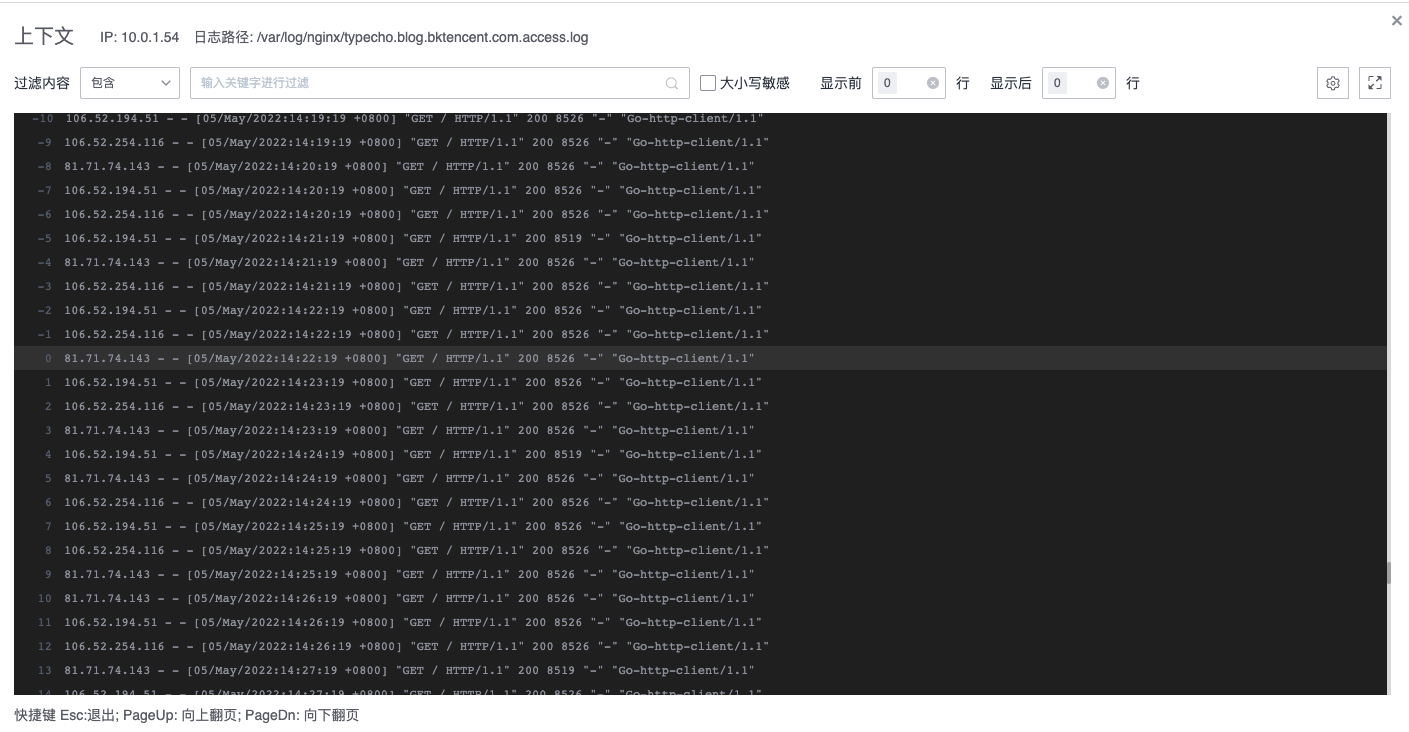 上下文 IP: 10.0.1.54 日志路径: /var/log/nginx/typecho.blog.bktencent.com.access.log
过滤内容 包含 输入关键字进行过滤 大小写敏感 显示前 0 行 显示后 0 行
-10 106.52.194.51 - - [05/May/2022:14:19:19 +0800] "GET / HTTP/1.1" 200 8526 "-" "Go-http-client/1.1"
-9 106.52.254.116 - - [05/May/2022:14:19:19 +0800] "GET / HTTP/1.1" 200 8526 "-" "Go-http-client/1.1"
-8 81.71.74.143 - - [05/May/2022:14:20:19 +0800] "GET / HTTP/1.1" 200 8526 "-" "Go-http-client/1.1"
-7 106.52.194.51 - - [05/May/2022:14:20:19 +0800] "GET / HTTP/1.1" 200 8526 "-" "Go-http-client/1.1"
-6 106.52.254.116 - - [05/May/2022:14:20:19 +0800] "GET / HTTP/1.1" 200 8526 "-" "Go-http-client/1.1"
-5 106.52.194.51 - - [05/May/2022:14:21:19 +0800] "GET / HTTP/1.1" 200 8519 "-" "Go-http-client/1.1"
-4 81.71.74.143 - - [05/May/2022:14:21:19 +0800] "GET / HTTP/1.1" 200 8526 "-" "Go-http-client/1.1"
-3 106.52.254.116 - - [05/May/2022:14:21:19 +0800] "GET / HTTP/1.1" 200 8526 "-" "Go-http-client/1.1"
-2 106.52.194.51 - - [05/May/2022:14:22:19 +0800] "GET / HTTP/1.1" 200 8526 "-" "Go-http-client/1.1"
-1 106.52.254.116 - - [05/May/2022:14:22:19 +0800] "GET / HTTP/1.1" 200 8526 "-" "Go-http-client/1.1"
0 81.71.74.143 - - [05/May/2022:14:22:19 +0800] "GET / HTTP/1.1" 200 8526 "-" "Go-http-client/1.1"
1 106.52.194.51 - - [05/May/2022:14:23:19 +0800] "GET / HTTP/1.1" 200 8526 "-" "Go-http-client/1.1"
2 106.52.254.116 - - [05/May/2022:14:23:19 +0800] "GET / HTTP/1.1" 200 8526 "-" "Go-http-client/1.1"
3 81.71.74.143 - - [05/May/2022:14:23:19 +0800] "GET / HTTP/1.1" 200 8526 "-" "Go-http-client/1.1"
4 106.52.194.51 - - [05/May/2022:14:24:19 +0800] "GET / HTTP/1.1" 200 8519 "-" "Go-http-client/1.1"
5 81.71.74.143 - - [05/May/2022:14:24:19 +0800] "GET / HTTP/1.1" 200 8526 "-" "Go-http-client/1.1"
6 106.52.254.116 - - [05/May/2022:14:24:19 +0800] "GET / HTTP/1.1" 200 8526 "-" "Go-http-client/1.1"
7 106.52.194.51 - - [05/May/2022:14:25:19 +0800] "GET / HTTP/1.1" 200 8526 "-" "Go-http-client/1.1"
8 106.52.254.116 - - [05/May/2022:14:25:19 +0800] "GET / HTTP/1.1" 200 8526 "-" "Go-http-client/1.1"
9 81.71.74.143 - - [05/May/2022:14:25:19 +0800] "GET / HTTP/1.1" 200 8526 "-" "Go-http-client/1.1"
10 81.71.74.143 - - [05/May/2022:14:26:19 +0800] "GET / HTTP/1.1" 200 8526 "-" "Go-http-client/1.1"
11 106.52.194.51 - - [05/May/2022:14:26:19 +0800] "GET / HTTP/1.1" 200 8526 "-" "Go-http-client/1.1"
12 106.52.254.116 - - [05/May/2022:14:26:19 +0800] "GET / HTTP/1.1" 200 8526 "-" "Go-http-client/1.1"
13 81.71.74.143 - - [05/May/2022:14:27:19 +0800] "GET / HTTP/1.1" 200 8519 "-" "Go-http-client/1.1"
14 106.52.194.51 - - [05/May/2022:14:27:19 +0800] "GET / HTTP/1.1" 200 8526 "-" "Go-http-client/1.1"
快捷键 Esc:退出; PageUp: 向上翻页; PageDn: 向下翻页